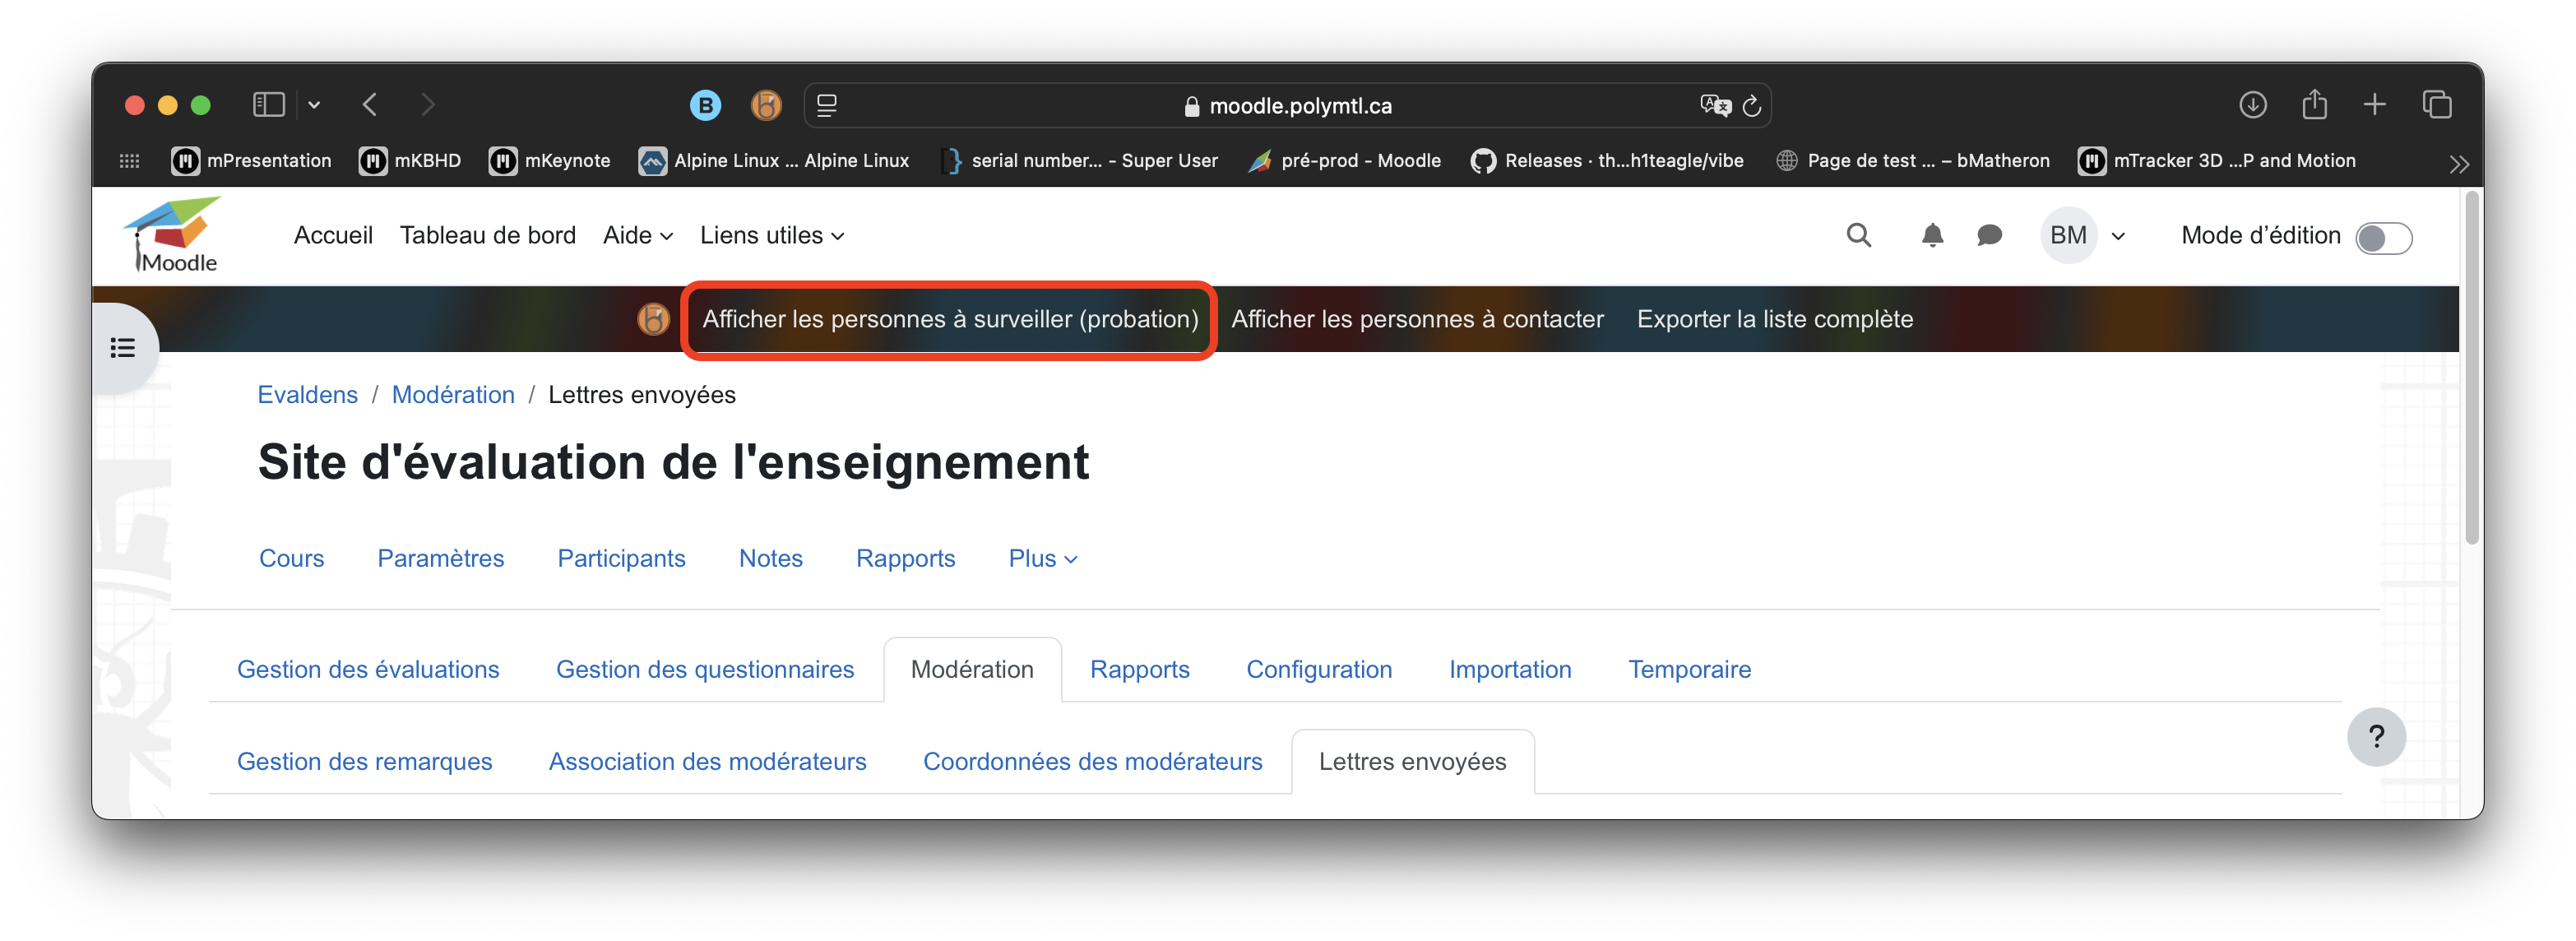 B moodle.polymtl.ca
mPresentation mKBHD mKeynote Alpine Linux ... Alpine Linux serial number... - Super User pré-prod - Moodle Releases · th...h1teagle/vibe Page de test ... – bMatheron mTracker 3D ...P and Motion
Moodle Accueil Tableau de bord Aide Liens utiles BM Mode d’édition
Afficher les personnes à surveiller (probation) Afficher les personnes à contacter Exporter la liste complète
Evaldens / Modération / Lettres envoyées
Site d'évaluation de l'enseignement
Cours Paramètres Participants Notes Rapports Plus
Gestion des évaluations Gestion des questionnaires Modération Rapports Configuration Importation Temporaire
?
Gestion des remarques Association des modérateurs Coordonnées des modérateurs Lettres envoyées